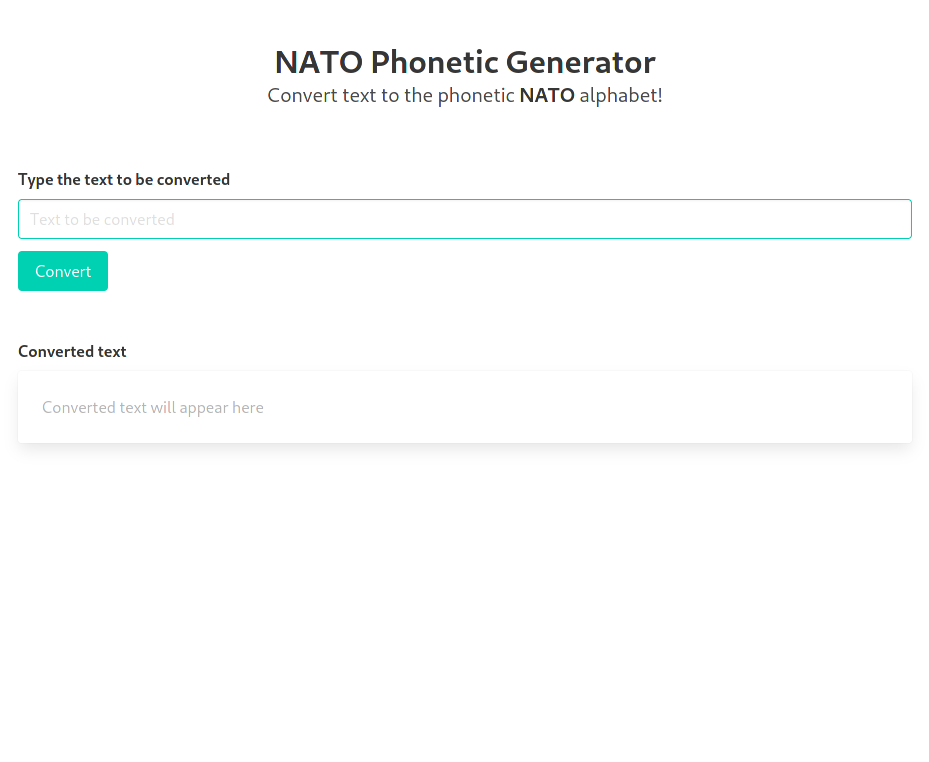 NATO Phonetic Generator
Convert text to the phonetic NATO alphabet!
Type the text to be converted
Text to be converted
Convert
Converted text
Converted text will appear here